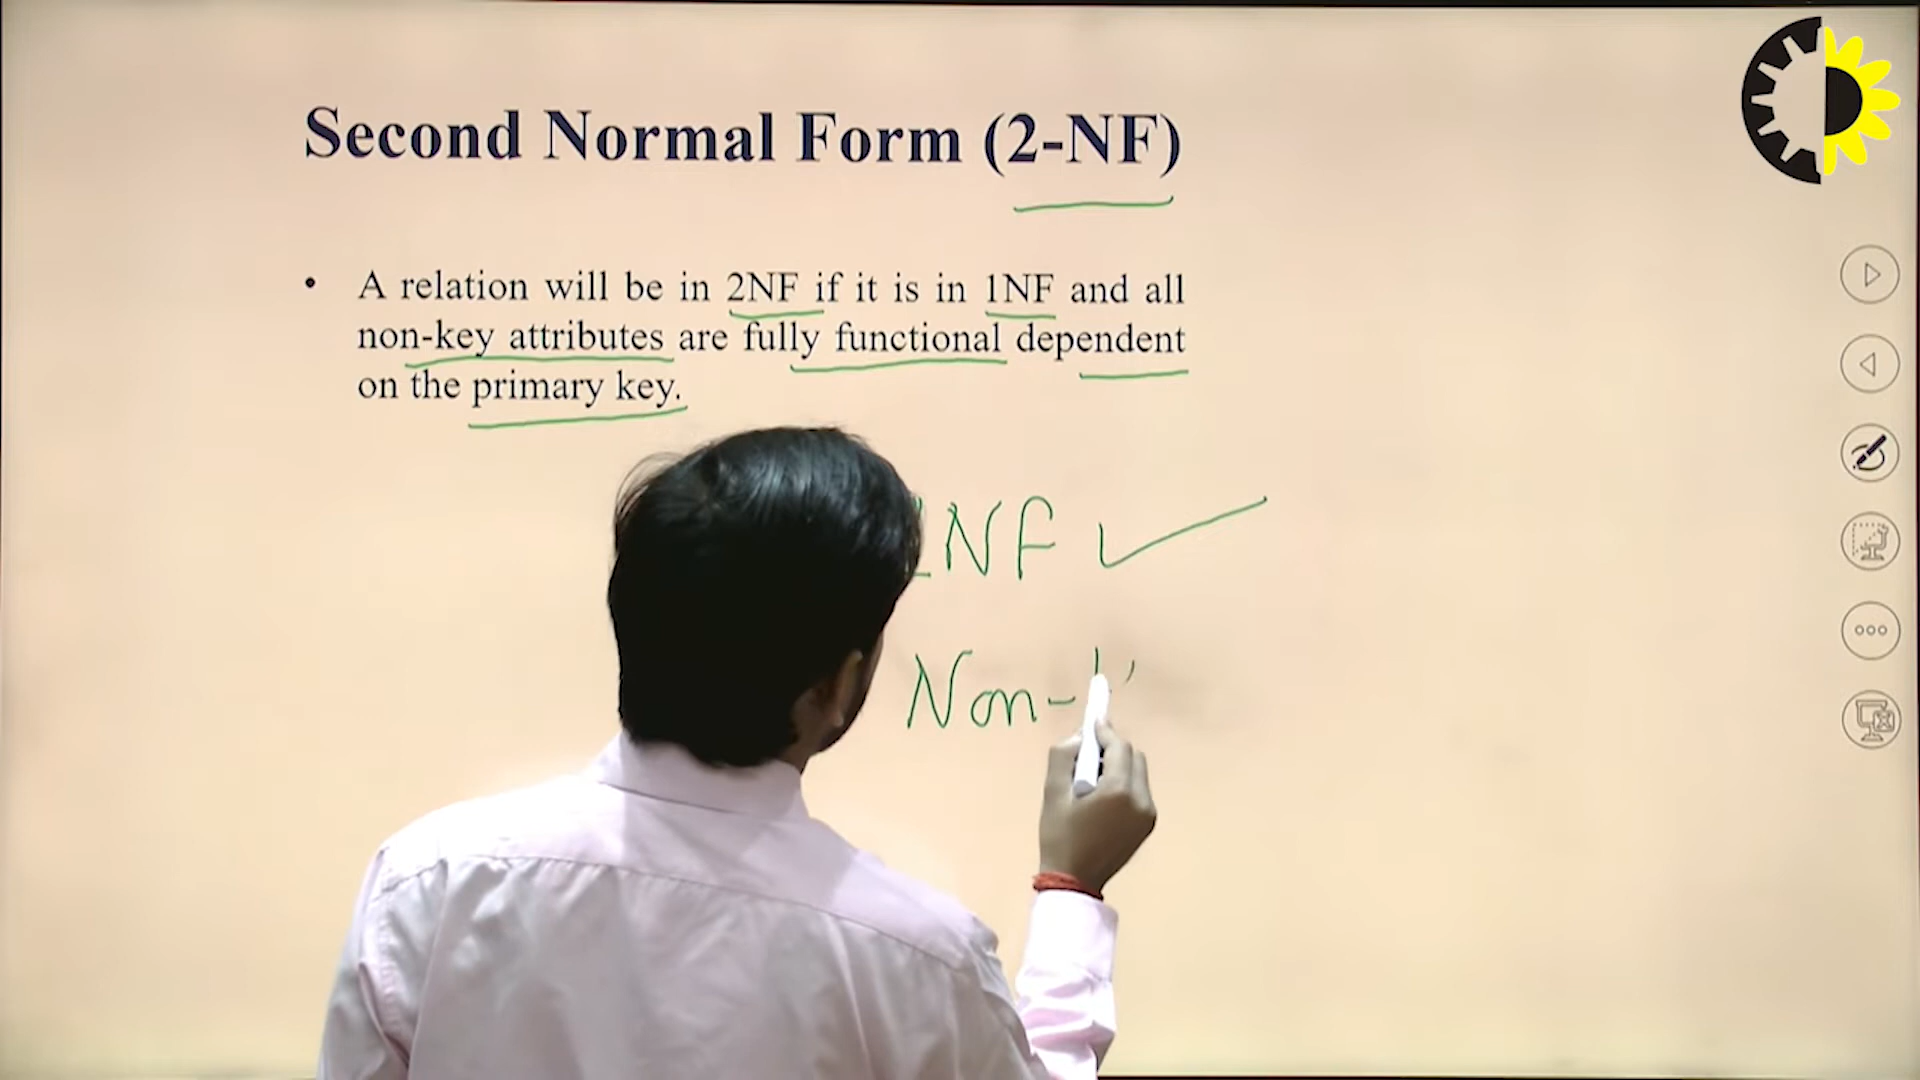 Second Normal Form (2-NF)
• A relation will be in 2NF if it is in 1NF and all
non-key attributes are fully functional dependent
on the primary key.
1NF ✓
Non-